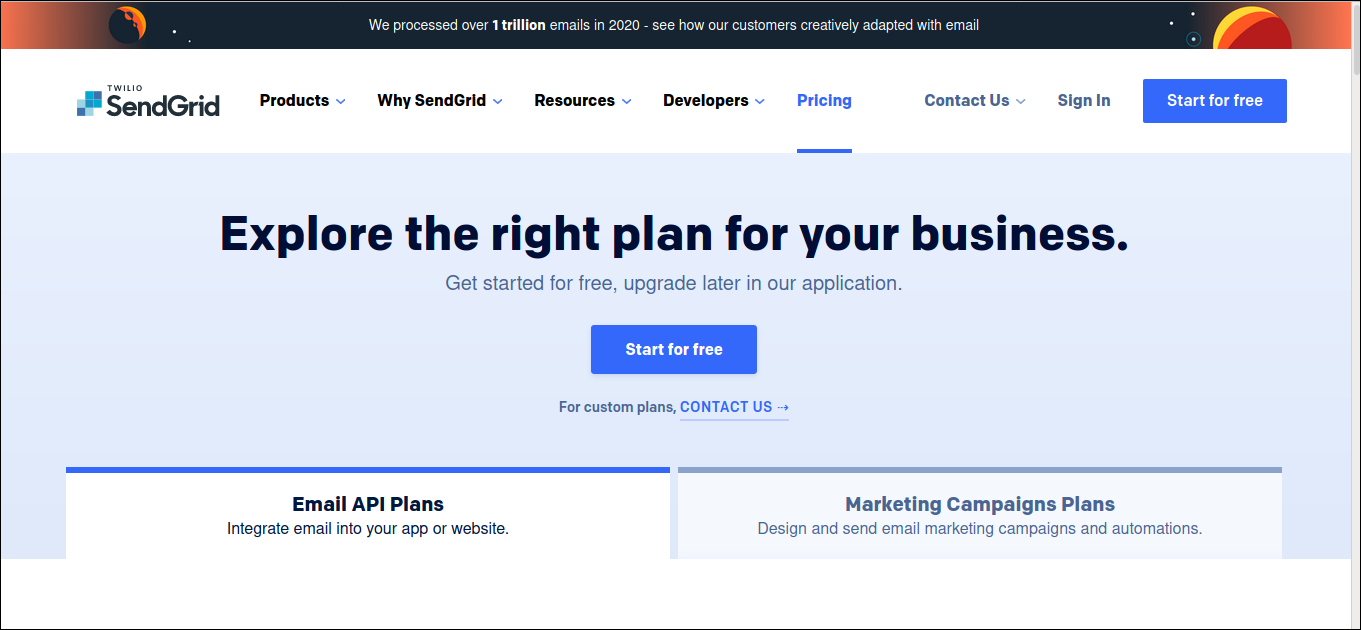 We processed over 1 trillion emails in 2020 - see how our customers creatively adapted with email
TWILIO
SendGrid
Products
Why SendGrid
Resources
Developers
Pricing
Contact Us
Sign In
Start for free
Explore the right plan for your business.
Get started for free, upgrade later in our application.
Start for free
For custom plans, CONTACT US ⇢
Email API Plans
Integrate email into your app or website.
Marketing Campaigns Plans
Design and send email marketing campaigns and automations.